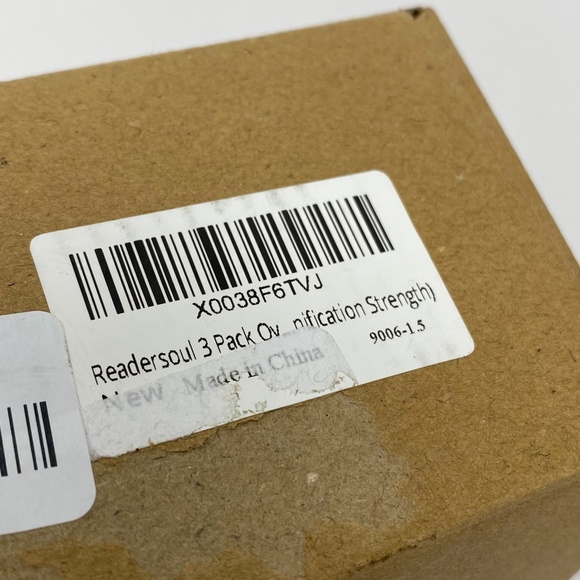 X0038F6TVJ
Readersoul 3 Pack Ov...nification Strength)
New Made in China 9006-1.5